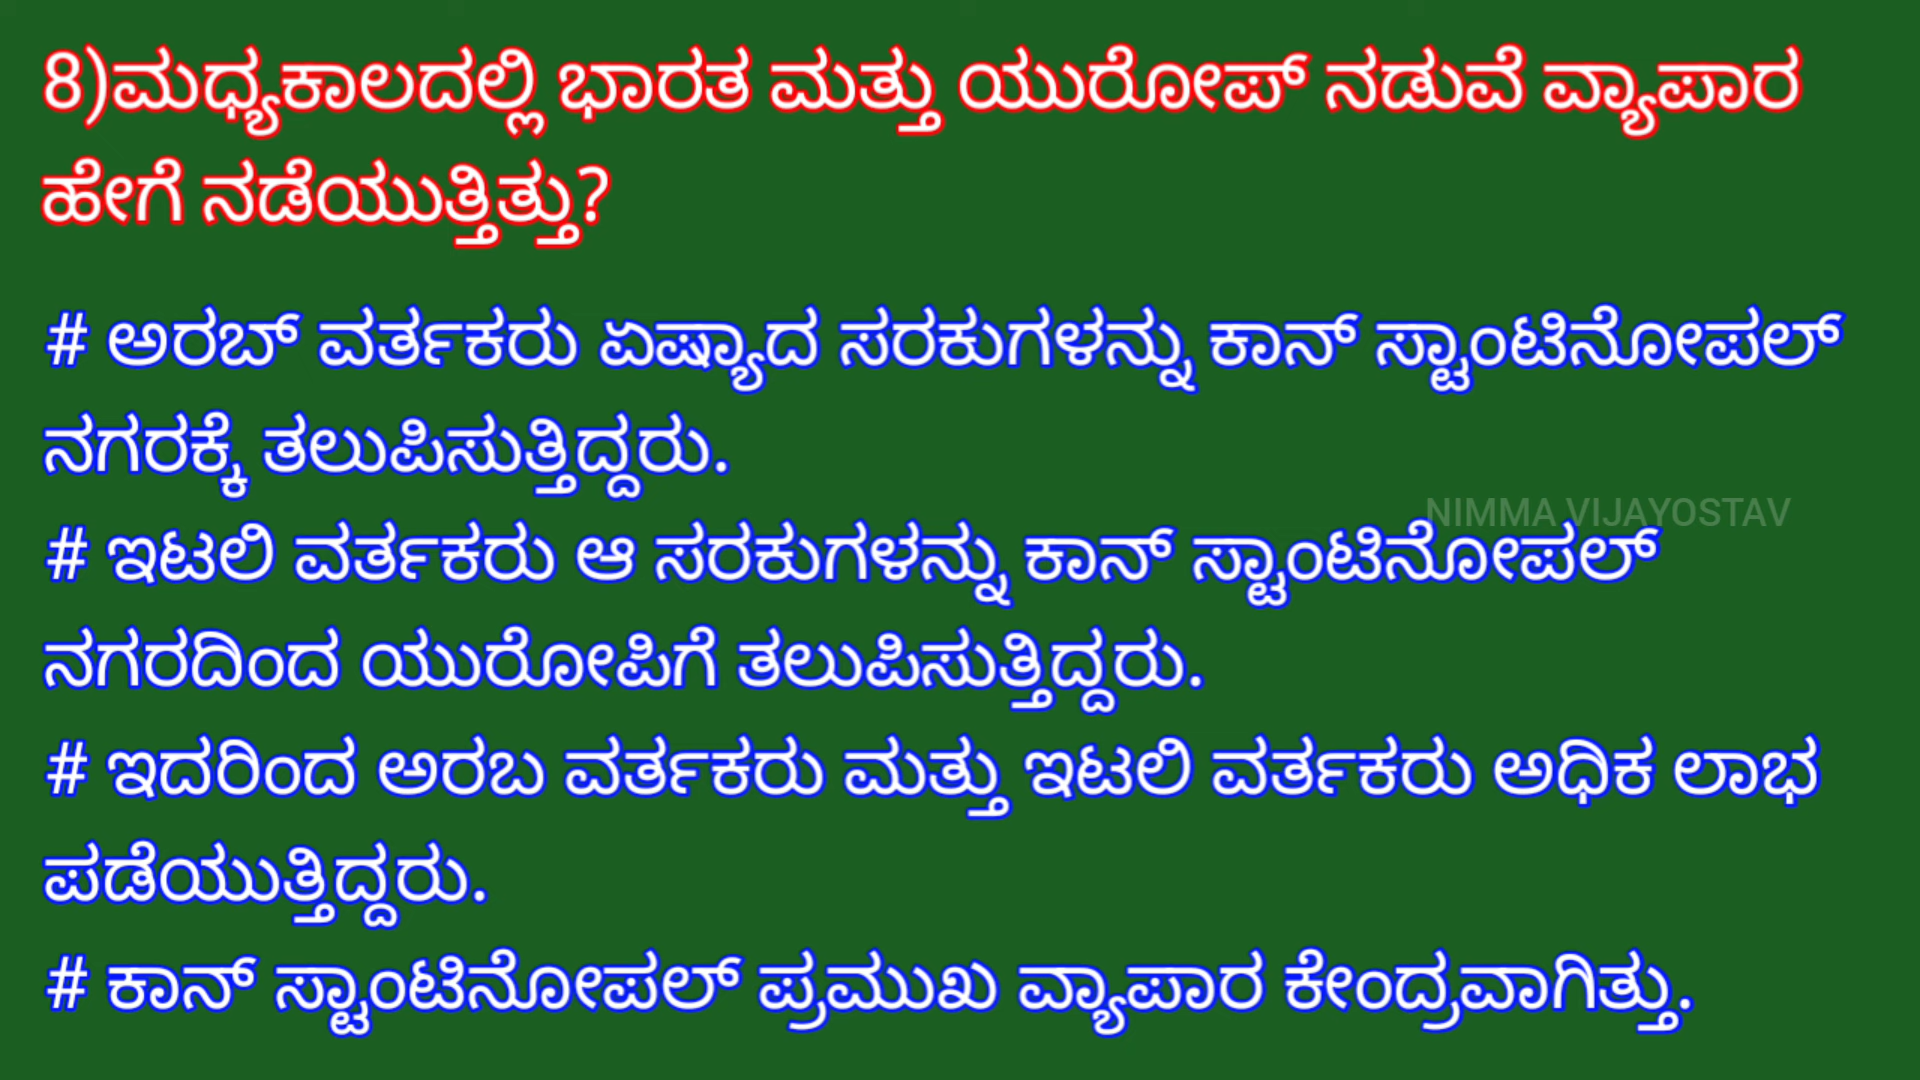 8)ಮಧ್ಯಕಾಲದಲ್ಲಿ ಭಾರತ ಮತ್ತು ಯುರೋಪ್ ನಡುವೆ ವ್ಯಾಪಾರ
ಹೇಗೆ ನಡೆಯುತ್ತಿತ್ತು?
# ಅರಬ್ ವರ್ತಕರು ಏಷ್ಯಾದ ಸರಕುಗಳನ್ನು ಕಾನ್ ಸ್ಟಾಂಟಿನೋಪಲ್
ನಗರಕ್ಕೆ ತಲುಪಿಸುತ್ತಿದ್ದರು.
NIMMA VIJAYOSTAV
# ಇಟಲಿ ವರ್ತಕರು ಆ ಸರಕುಗಳನ್ನು ಕಾನ್ ಸ್ಟಾಂಟಿನೋಪಲ್
ನಗರದಿಂದ ಯುರೋಪಿಗೆ ತಲುಪಿಸುತ್ತಿದ್ದರು.
# ಇದರಿಂದ ಅರಬ ವರ್ತಕರು ಮತ್ತು ಇಟಲಿ ವರ್ತಕರು ಅಧಿಕ ಲಾಭ
ಪಡೆಯುತ್ತಿದ್ದರು.
# ಕಾನ್ ಸ್ಟಾಂಟಿನೋಪಲ್ ಪ್ರಮುಖ ವ್ಯಾಪಾರ ಕೇಂದ್ರವಾಗಿತ್ತು.